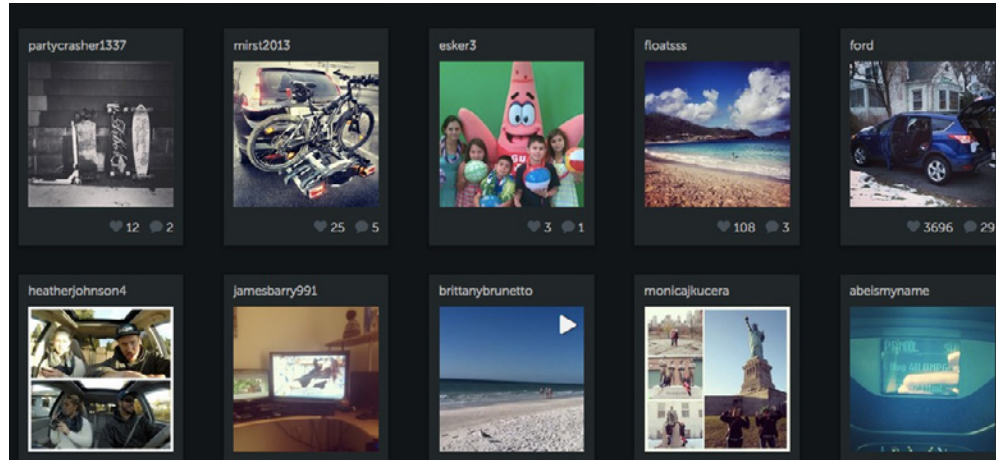 partycrasher1337
mirst2013
esker3
floatsss
ford
12 2
25 5
3 1
108 3
3696 29
heatherjohnson4
jamesbarry991
brittanybrunetto
monicajkucera
abeismyname